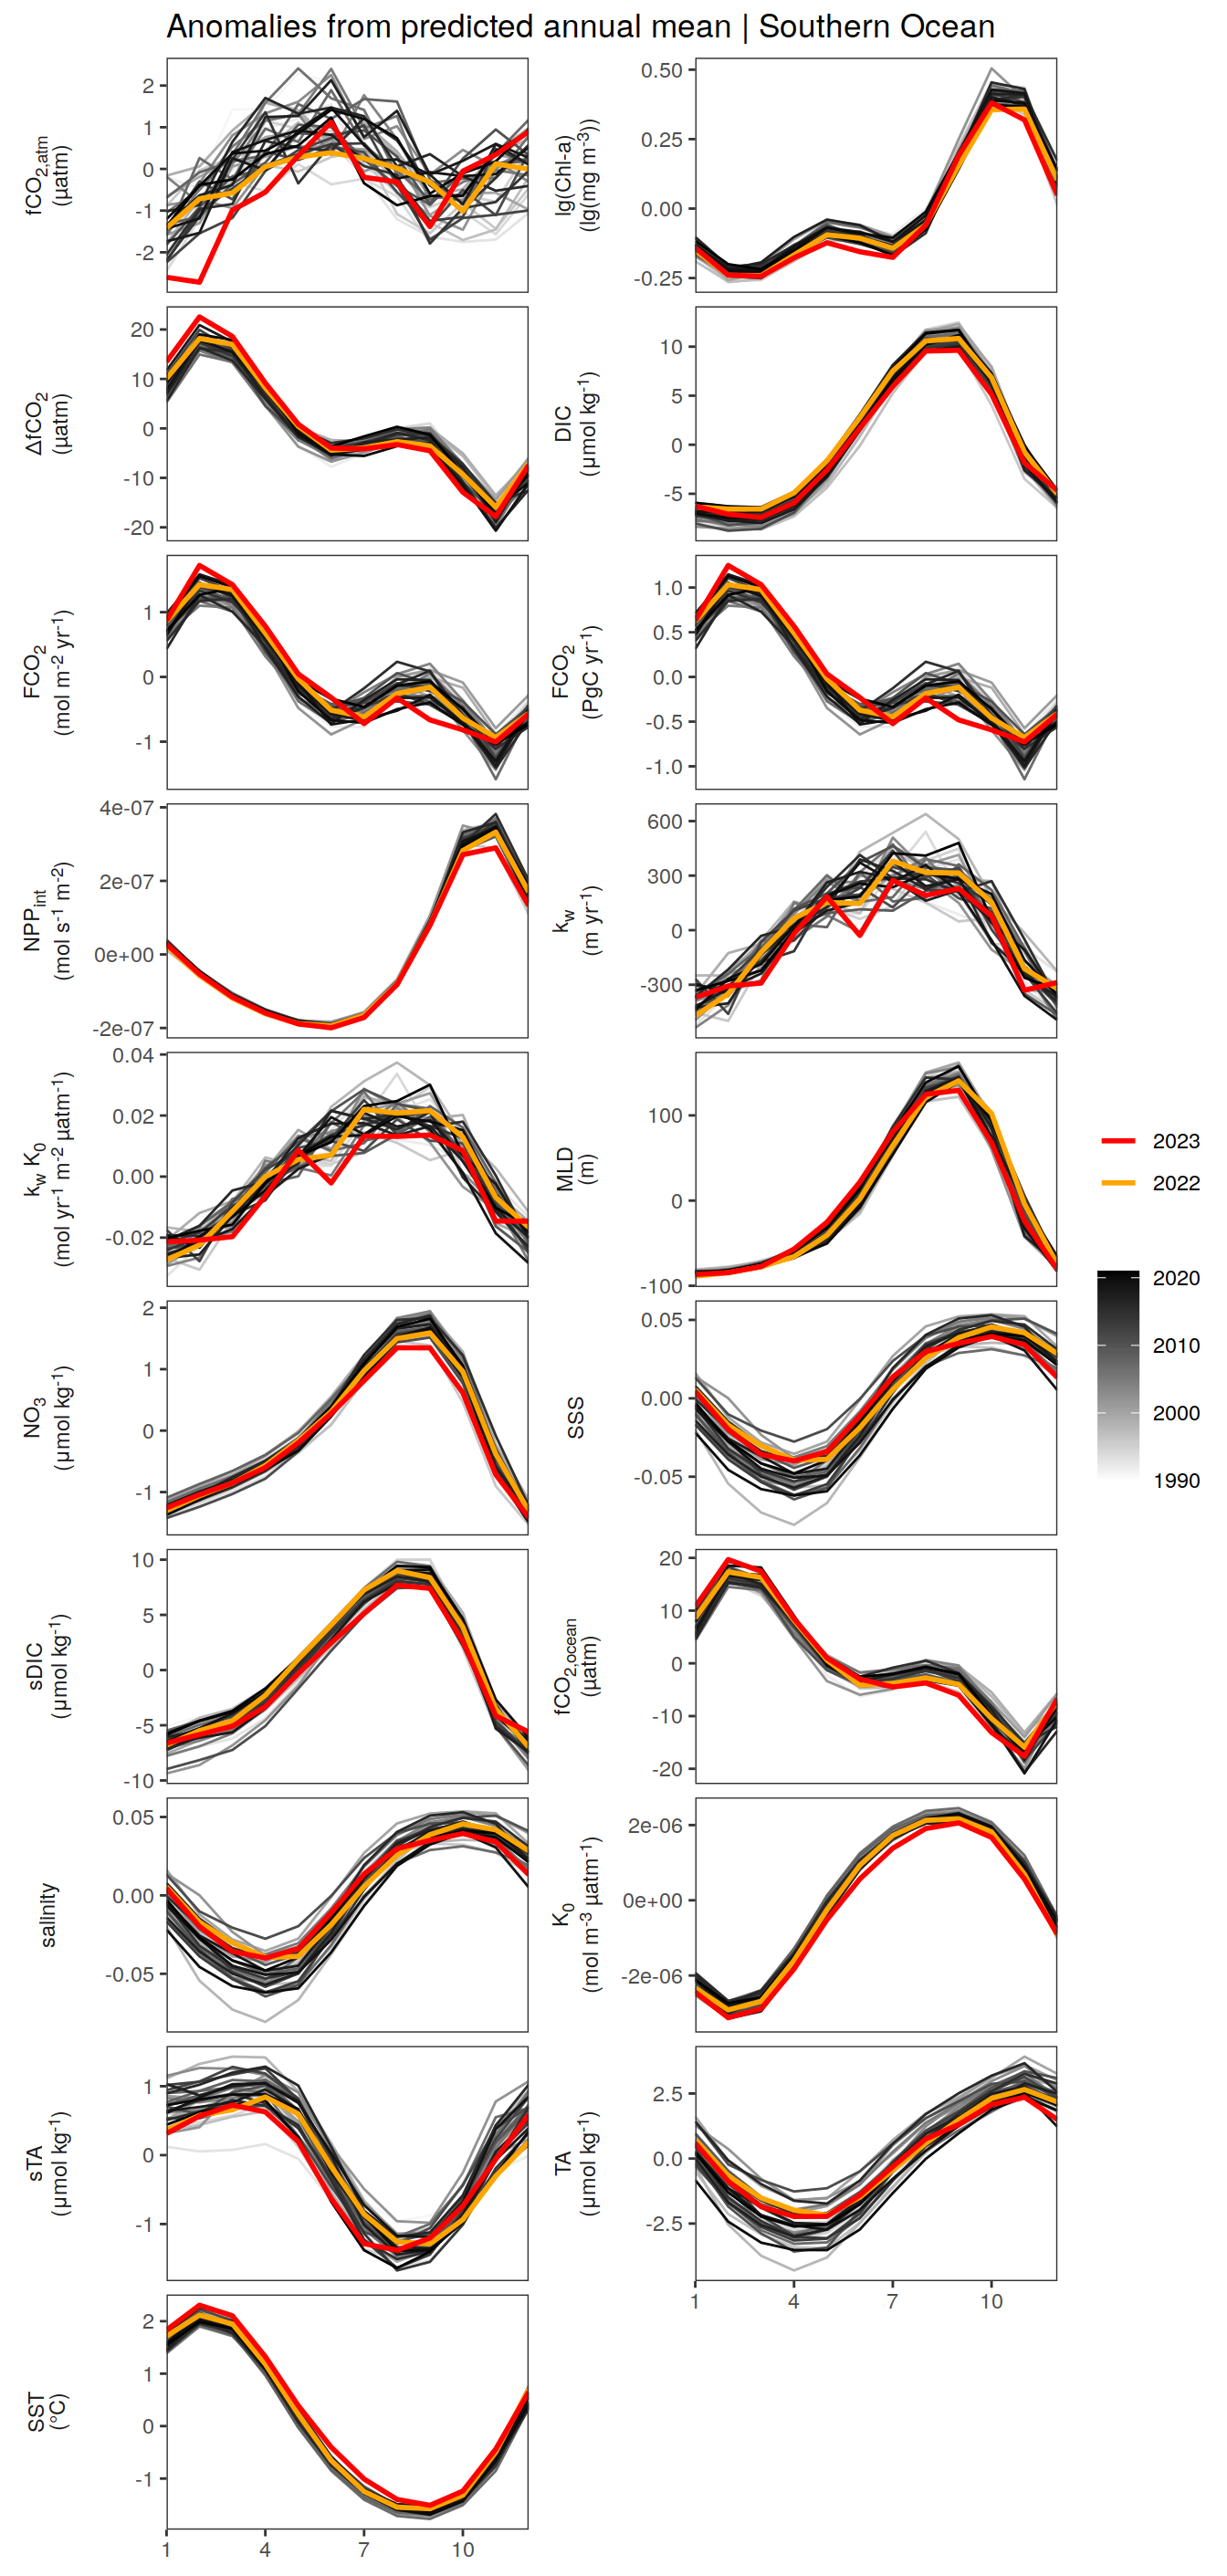 Anomalies from predicted annual mean | Southern Ocean
fCO2,atm
(µatm)
2
1
0
-1
-2
lg(Chl-a)
(lg(mg m-3))
0.50
0.25
0.00
-0.25
ΔfCO2
(µatm)
20
10
0
-10
-20
DIC
(µmol kg-1)
10
5
0
-5
FCO2
(mol m-2 yr-1)
1
0
-1
FCO2
(PgC yr-1)
1.0
0.5
0.0
-0.5
-1.0
NPPint
(mol s-1 m-2)
4e-07
2e-07
0e+00
-2e-07
kw
(m yr-1)
600
300
0
-300
kw K0
(mol yr-1 m-2 µatm-1)
0.04
0.02
0.00
-0.02
MLD
(m)
100
0
-100
2023
2022
2020
2010
2000
1990
NO3
(µmol kg-1)
2
1
0
-1
SSS
0.05
0.00
-0.05
sDIC
(µmol kg-1)
10
5
0
-5
-10
fCO2,ocean
(µatm)
20
10
0
-10
-20
salinity
0.05
0.00
-0.05
K0
(mol m-3 µatm-1)
2e-06
0e+00
-2e-06
sTA
(µmol kg-1)
1
0
-1
TA
(µmol kg-1)
2.5
0.0
-2.5
1 4 7 10
SST
(°C)
2
1
0
-1
1 4 7 10